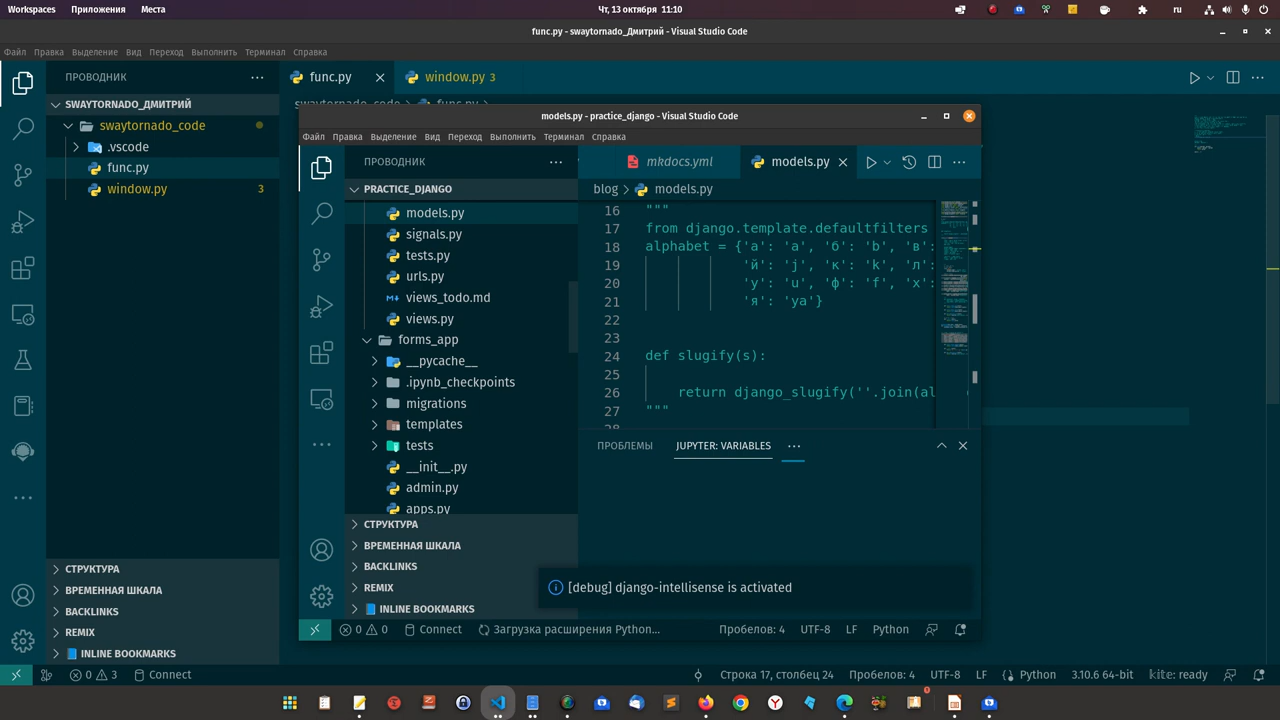 Workspaces Приложения Места Чт, 13 октября 11:10 ru
func.py - swaytornado_Дмитрий - Visual Studio Code
Файл Правка Выделение Вид Переход Выполнить Терминал Справка
ПРОВОДНИК
func.py
window.py 3
SWAYTORNADO_ДМИТРИЙ
swaytornado_code
.vscode
func.py
window.py 3
swaytornado_code func.py
models.py - practice_django - Visual Studio Code
Файл Правка Выделение Вид Переход Выполнить Терминал Справка
ПРОВОДНИК
mkdocs.yml
models.py
PRACTICE_DJANGO
blog models.py
models.py
signals.py
tests.py
urls.py
views_todo.md
views.py
forms_app
__pycache__
.ipynb_checkpoints
migrations
templates
tests
__init__.py
admin.py
apps.py
СТРУКТУРА
ВРЕМЕННАЯ ШКАЛА
BACKLINKS
REMIX
INLINE BOOKMARKS
16 """
17 from django.template.defaultfilters
18 alphabet = {'а': 'a', 'б': 'b', 'в':
19 'й': 'j', 'к': 'k', 'л':
20 'у': 'u', 'ф': 'f', 'х':
21 'я': 'ya'}
22
23
24 def slugify(s):
25
26 return django_slugify(''.join(al
27 """
28
ПРОБЛЕМЫ JUPYTER: VARIABLES
[debug] django-intellisense is activated
0 0 Connect Загрузка расширения Python... Пробелов: 4 UTF-8 LF Python
СТРУКТУРА
ВРЕМЕННАЯ ШКАЛА
BACKLINKS
REMIX
INLINE BOOKMARKS
0 3 Connect Строка 17, столбец 24 Пробелов: 4 UTF-8 LF Python 3.10.6 64-bit kite: ready